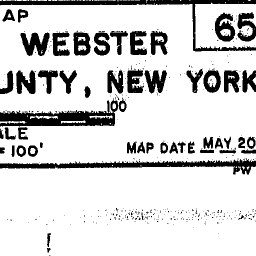 AP
WEBSTER
65
UNTY, NEW YORK
100
ALE
= 100'
MAP DATE MAY 20
PW